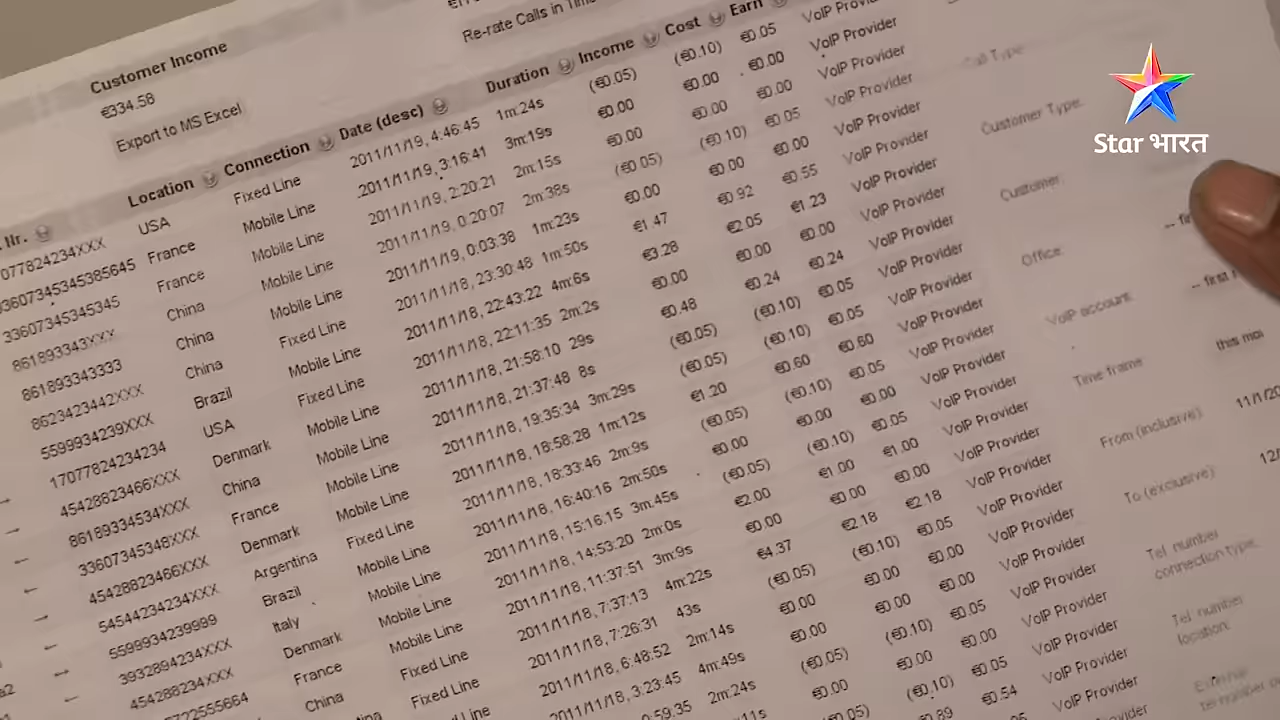 Re-rate Calls in Time
Customer Income
€334.58
Export to MS Excel
Nr. Location Connection Date (desc) Duration Income Cost Earn
077824234XXX USA Fixed Line 2011/11/19, 4:46:45 1m:24s (€0.05) (€0.10) €0.05 VoIP Provider
33607345345385645 France Mobile Line 2011/11/19, 3:16:41 3m:19s €0.00 €0.00 €0.00 VoIP Provider
33607345345345 France Mobile Line 2011/11/19, 2:20:21 2m:15s €0.00 €0.00 €0.00 VoIP Provider
861893343XXX China Mobile Line 2011/11/19, 0:20:07 2m:38s (€0.05) (€0.10) €0.05 VoIP Provider
861893343333 China Mobile Line 2011/11/19, 0:03:38 1m:23s €0.00 €0.00 €0.00 VoIP Provider
8623423442XXX China Fixed Line 2011/11/18, 23:30:48 1m:50s €1.47 €0.92 €0.55 VoIP Provider
5599934239XXX Brazil Mobile Line 2011/11/18, 22:43:22 4m:6s €3.28 €2.05 €1.23 VoIP Provider
17077824234234 USA Fixed Line 2011/11/18, 22:11:35 2m:2s €0.00 €0.00 €0.00 VoIP Provider
45428823466XXX Denmark Mobile Line 2011/11/18, 21:58:10 29s €0.48 €0.24 €0.24 VoIP Provider
86189334534XXX China Mobile Line 2011/11/18, 21:37:48 8s (€0.05) (€0.10) €0.05 VoIP Provider
33607345348XXX France Mobile Line 2011/11/18, 19:35:34 3m:29s (€0.05) (€0.10) €0.05 VoIP Provider
45428823466XXX Denmark Mobile Line 2011/11/18, 18:58:28 1m:12s €1.20 €0.60 €0.60 VoIP Provider
54544234234XXX Argentina Fixed Line 2011/11/18, 18:33:46 2m:9s (€0.05) (€0.10) €0.05 VoIP Provider
5599934239999 Brazil Mobile Line 2011/11/18, 16:40:16 2m:50s €0.00 €0.00 €0.00 VoIP Provider
3932894234XXX Italy Mobile Line 2011/11/18, 15:16:15 3m:45s (€0.05) (€0.10) €0.05 VoIP Provider
454288234XXX Denmark Mobile Line 2011/11/18, 14:53:20 2m:0s €2.00 €1.00 €1.00 VoIP Provider
France Mobile Line 2011/11/18, 11:37:51 3m:9s €0.00 €0.00 €0.00 VoIP Provider
China Fixed Line 2011/11/18, 7:37:13 4m:22s €4.37 €2.18 €2.18 VoIP Provider
Fixed Line 2011/11/18, 7:26:31 43s (€0.05) (€0.10) €0.05 VoIP Provider
2011/11/18, 6:48:52 2m:14s €0.00 €0.00 €0.00 VoIP Provider
2011/11/18, 3:23:45 4m:49s €0.00 €0.00 €0.00 VoIP Provider
2m:24s (€0.05) (€0.10) €0.05 VoIP Provider
€0.00 €0.00 €0.00 VoIP Provider
(€0.10) €0.05 VoIP Provider
€0.54 VoIP Provider
Call Type:
Customer Type:
Customer:
Office:
VoIP account:
Time frame
From (inclusive)
To (exclusive)
Tel. number
connection type:
Tel. number
location:
-- first
Star भारत